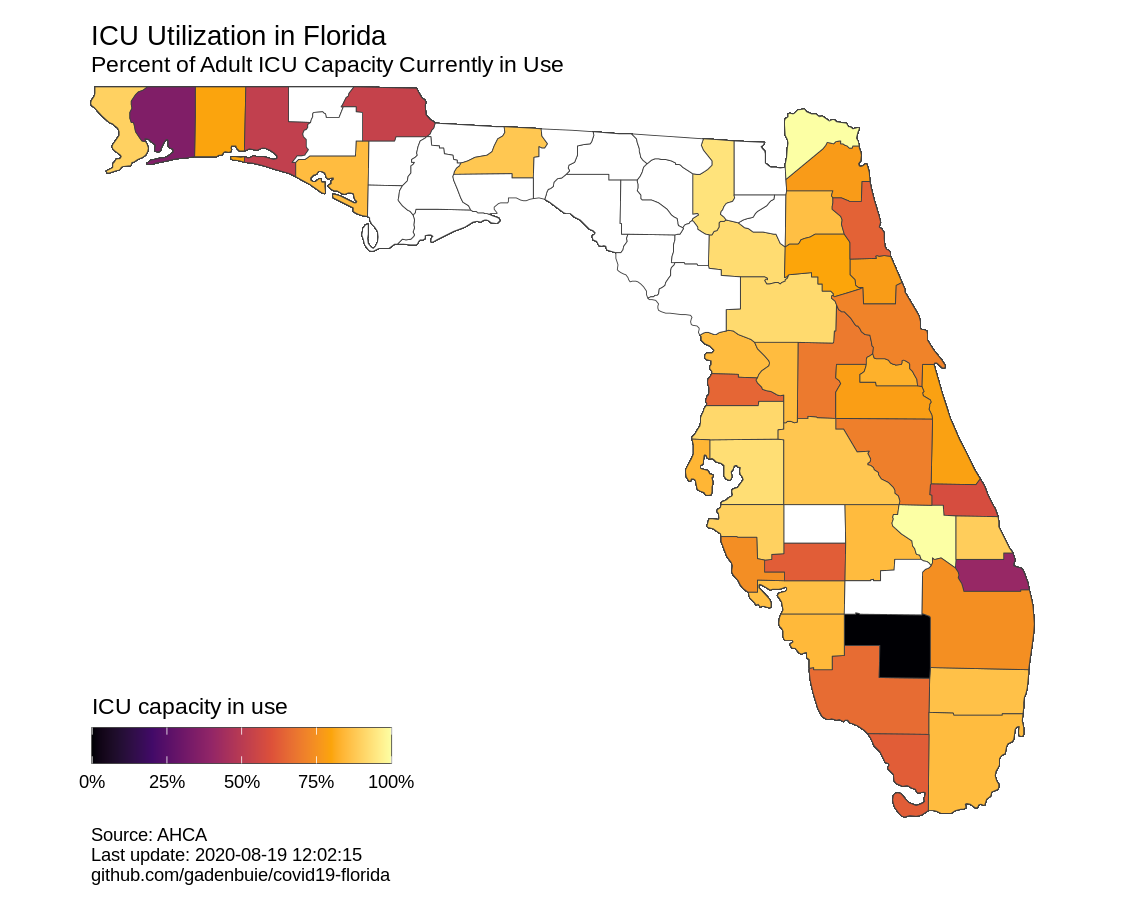 ICU Utilization in Florida
Percent of Adult ICU Capacity Currently in Use
ICU capacity in use
0% 25% 50% 75% 100%
Source: AHCA
Last update: 2020-08-19 12:02:15
github.com/gadenbuie/covid19-florida